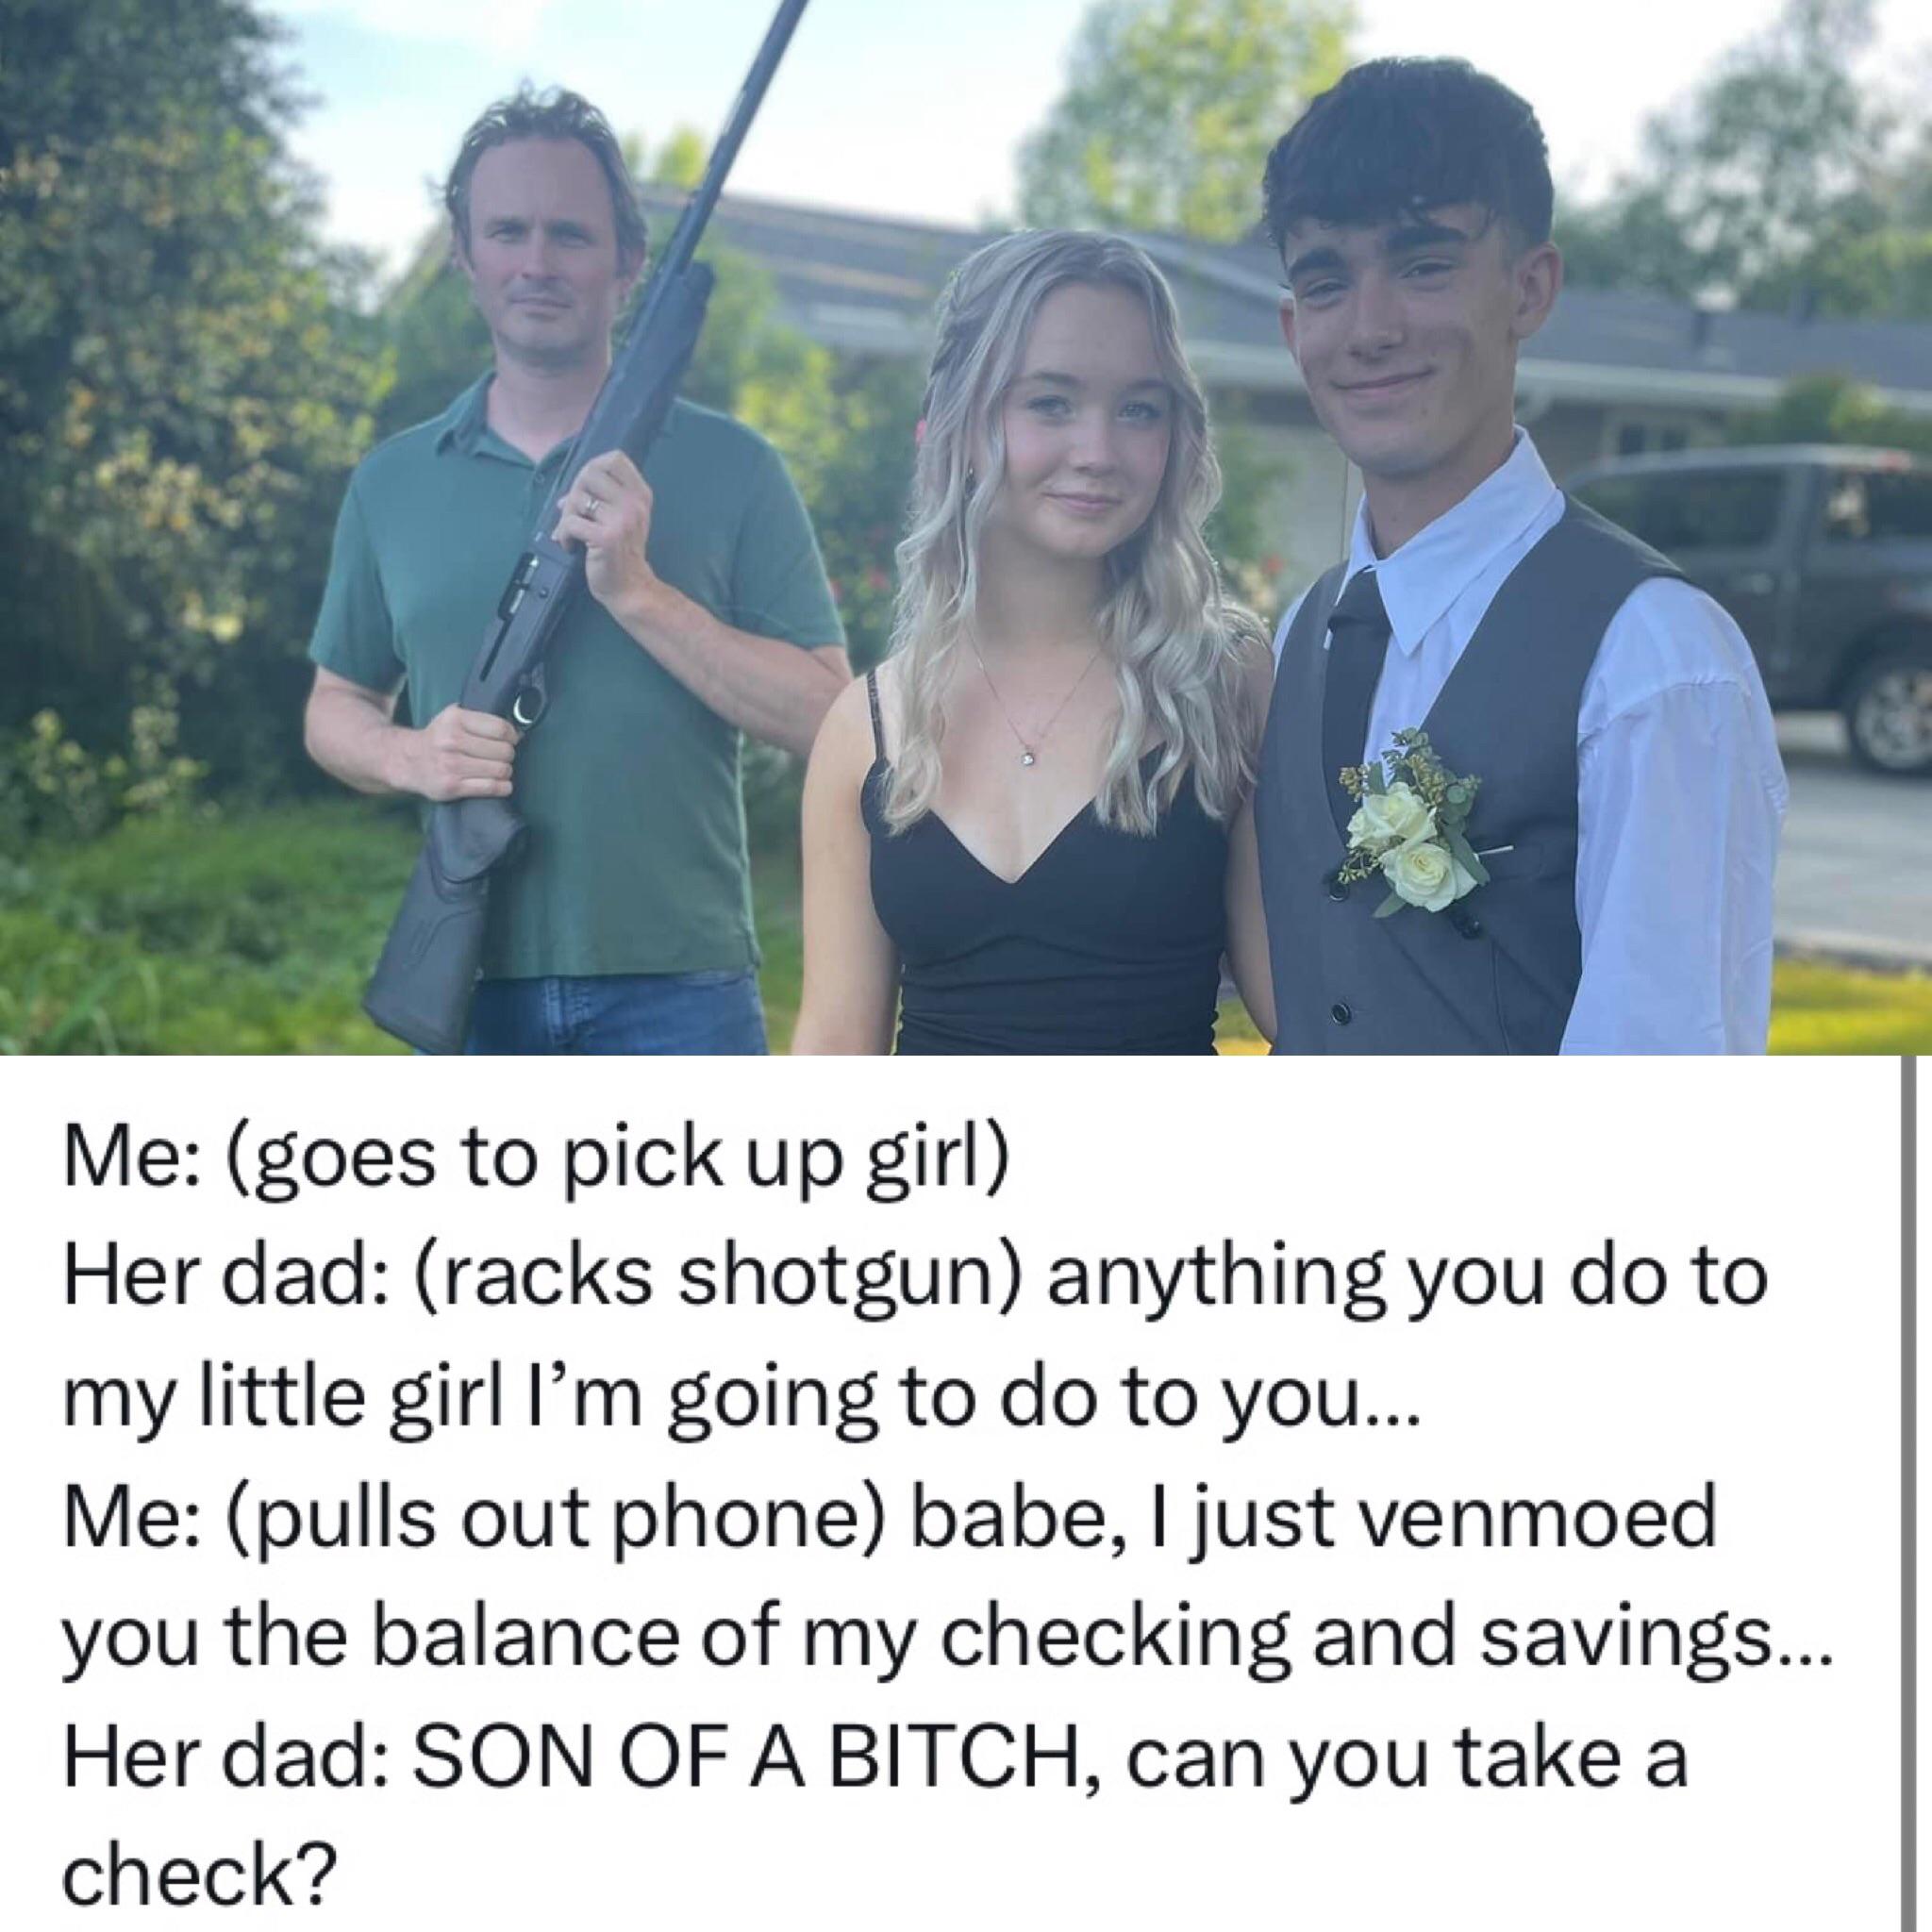 Me: (goes to pick up girl)
Her dad: (racks shotgun) anything you do to
my little girl I’m going to do to you...
Me: (pulls out phone) babe, I just venmoed
you the balance of my checking and savings...
Her dad: SON OF A BITCH, can you take a
check?